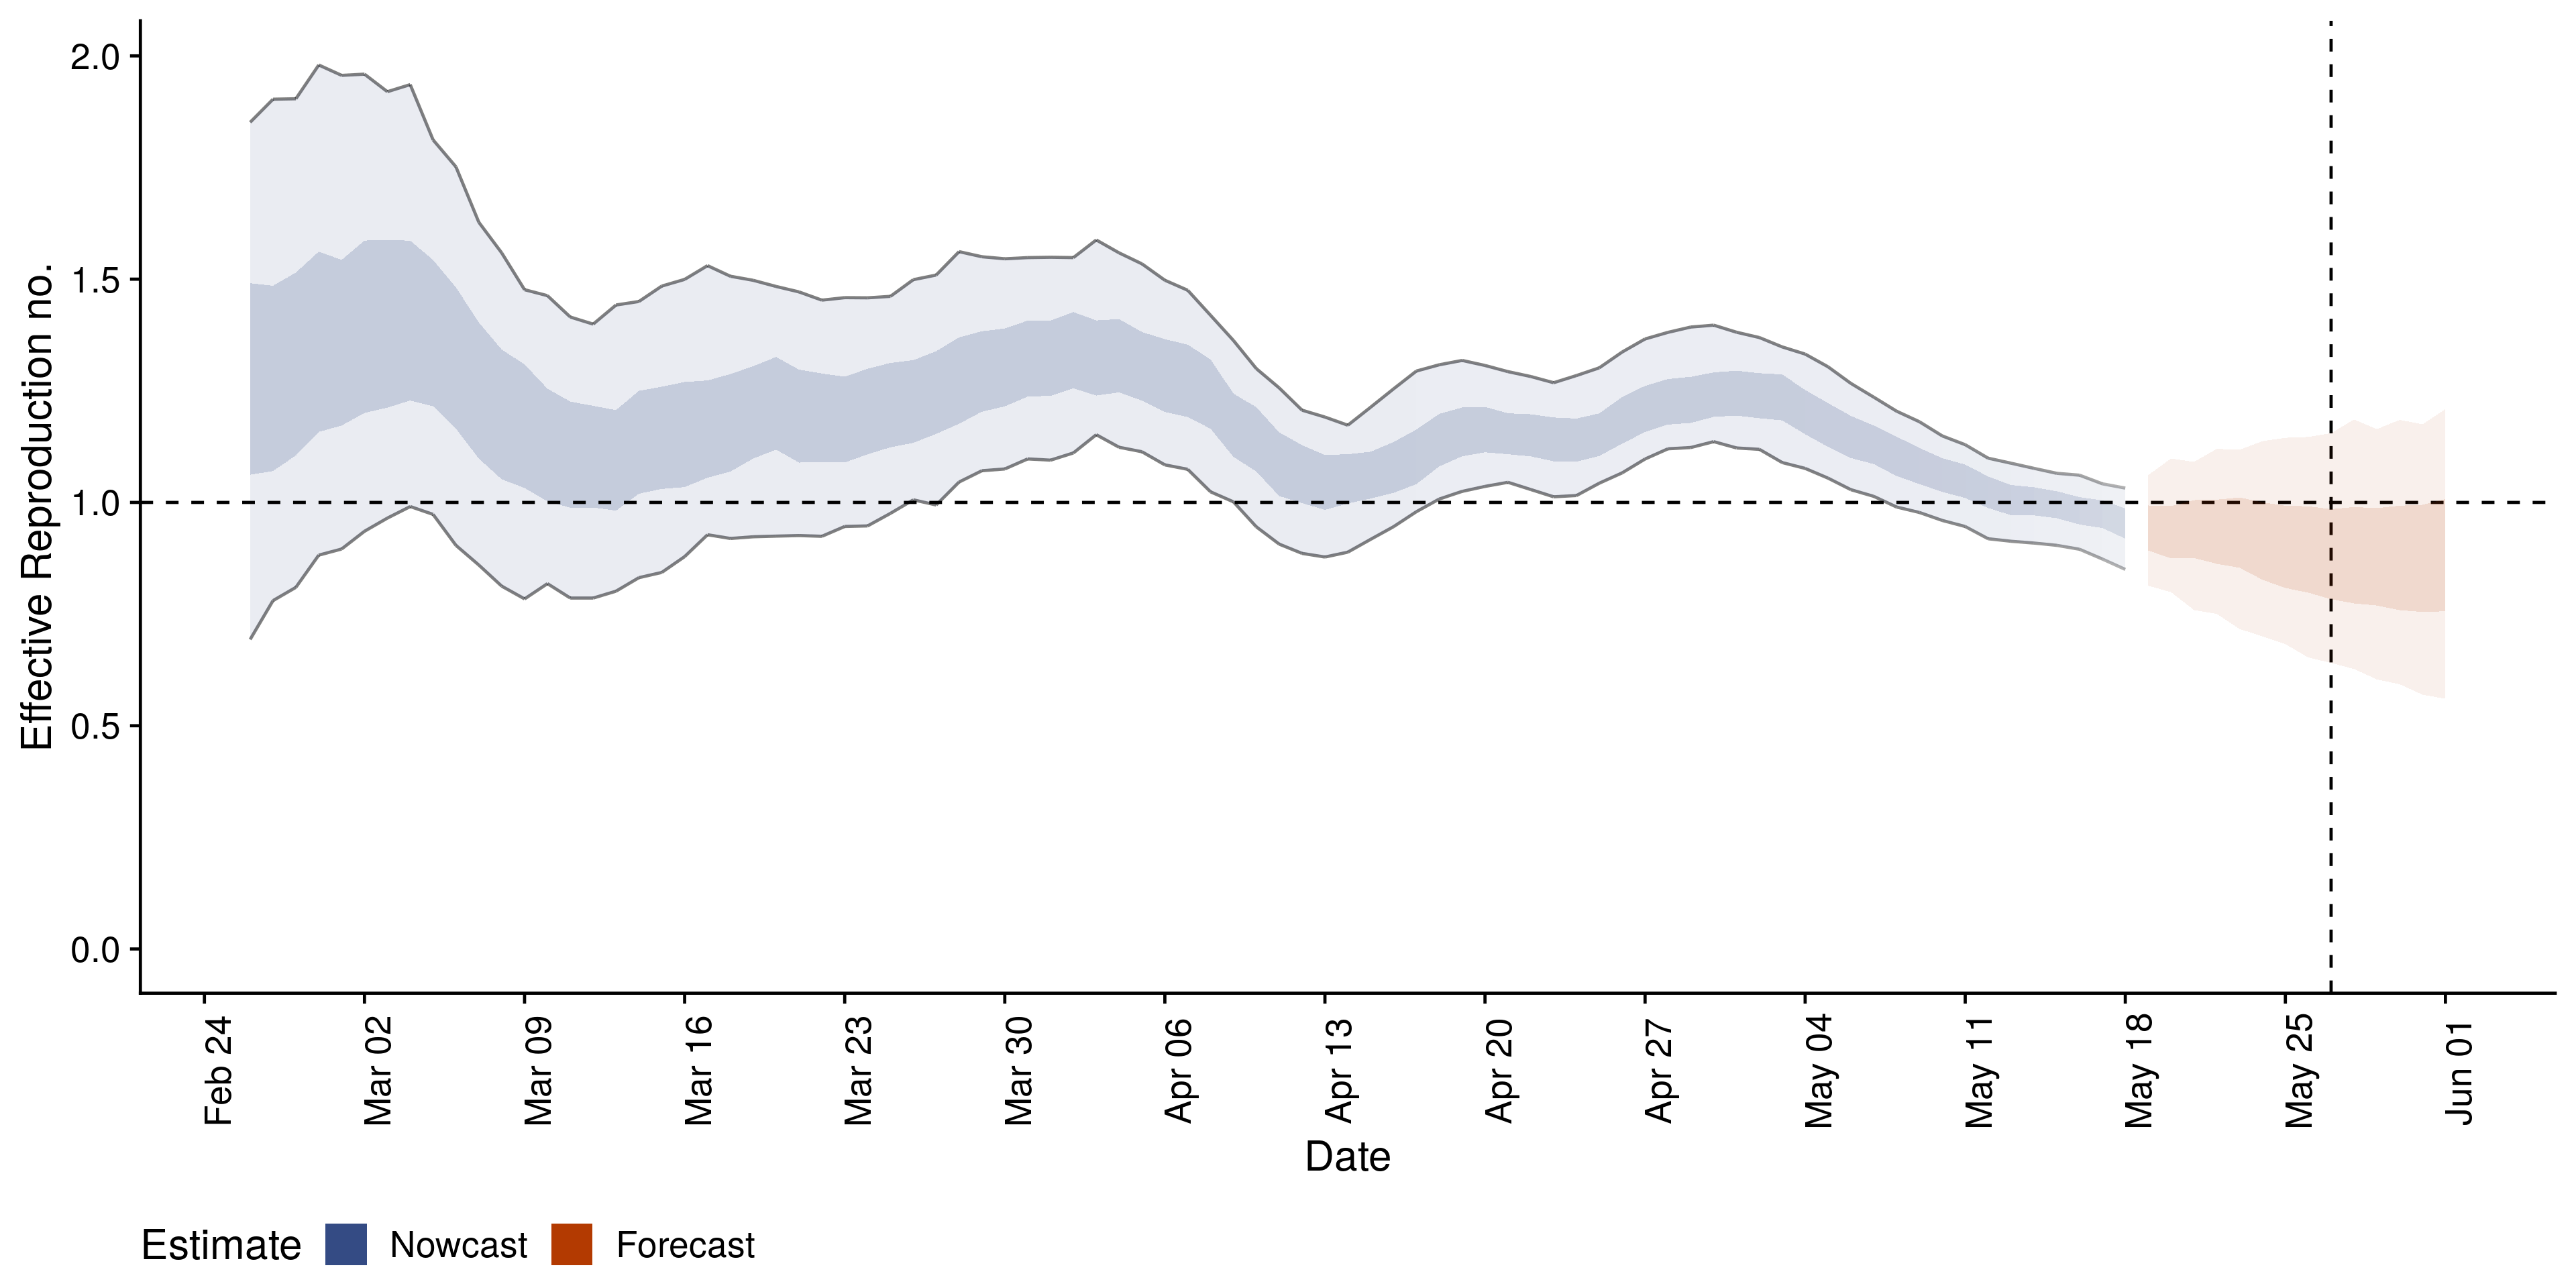 Effective Reproduction no.
2.0
1.5
1.0
0.5
0.0
Feb 24
Mar 02
Mar 09
Mar 16
Mar 23
Mar 30
Apr 06
Apr 13
Apr 20
Apr 27
May 04
May 11
May 18
May 25
Jun 01
Date
Estimate Nowcast Forecast